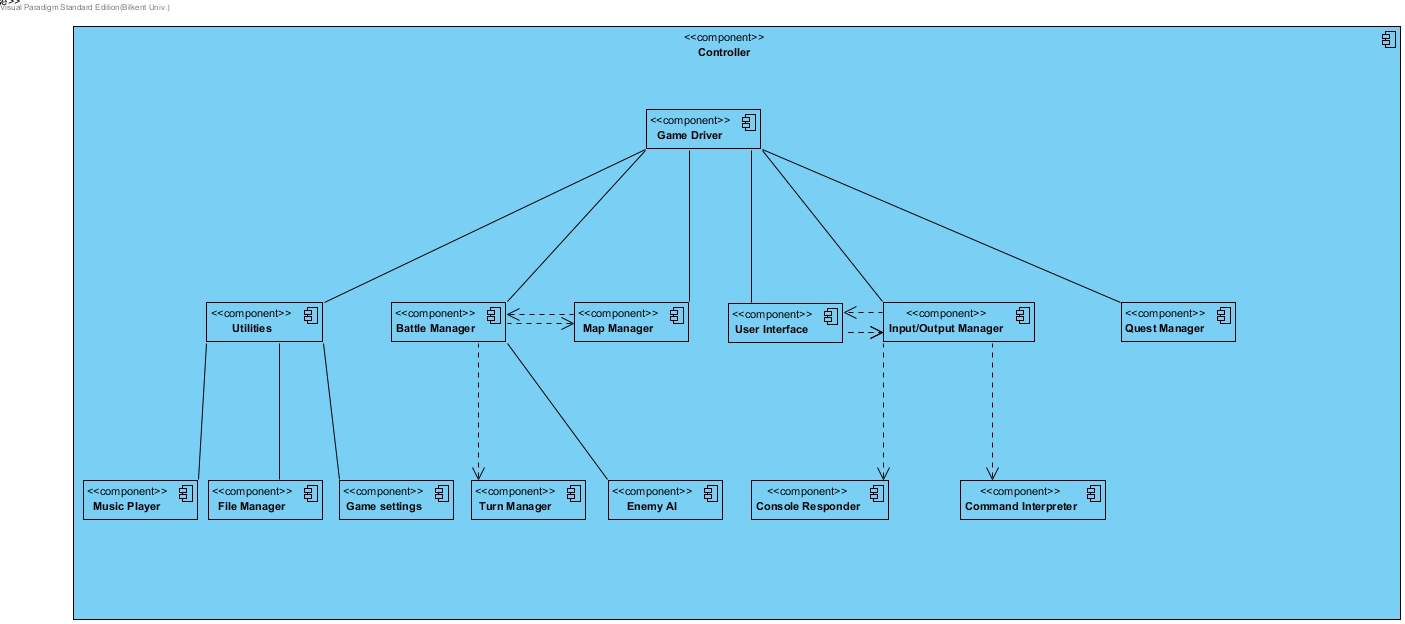 Visual Paradigm Standard Edition(Bilkent Univ.)
<<component>>
Controller
<<component>>
Game Driver
<<component>>
Utilities
<<component>>
Battle Manager
<<component>>
Map Manager
<<component>>
User Interface
<<component>>
Input/Output Manager
<<component>>
Quest Manager
<<component>>
Music Player
<<component>>
File Manager
<<component>>
Game settings
<<component>>
Turn Manager
<<component>>
Enemy AI
<<component>>
Console Responder
<<component>>
Command Interpreter